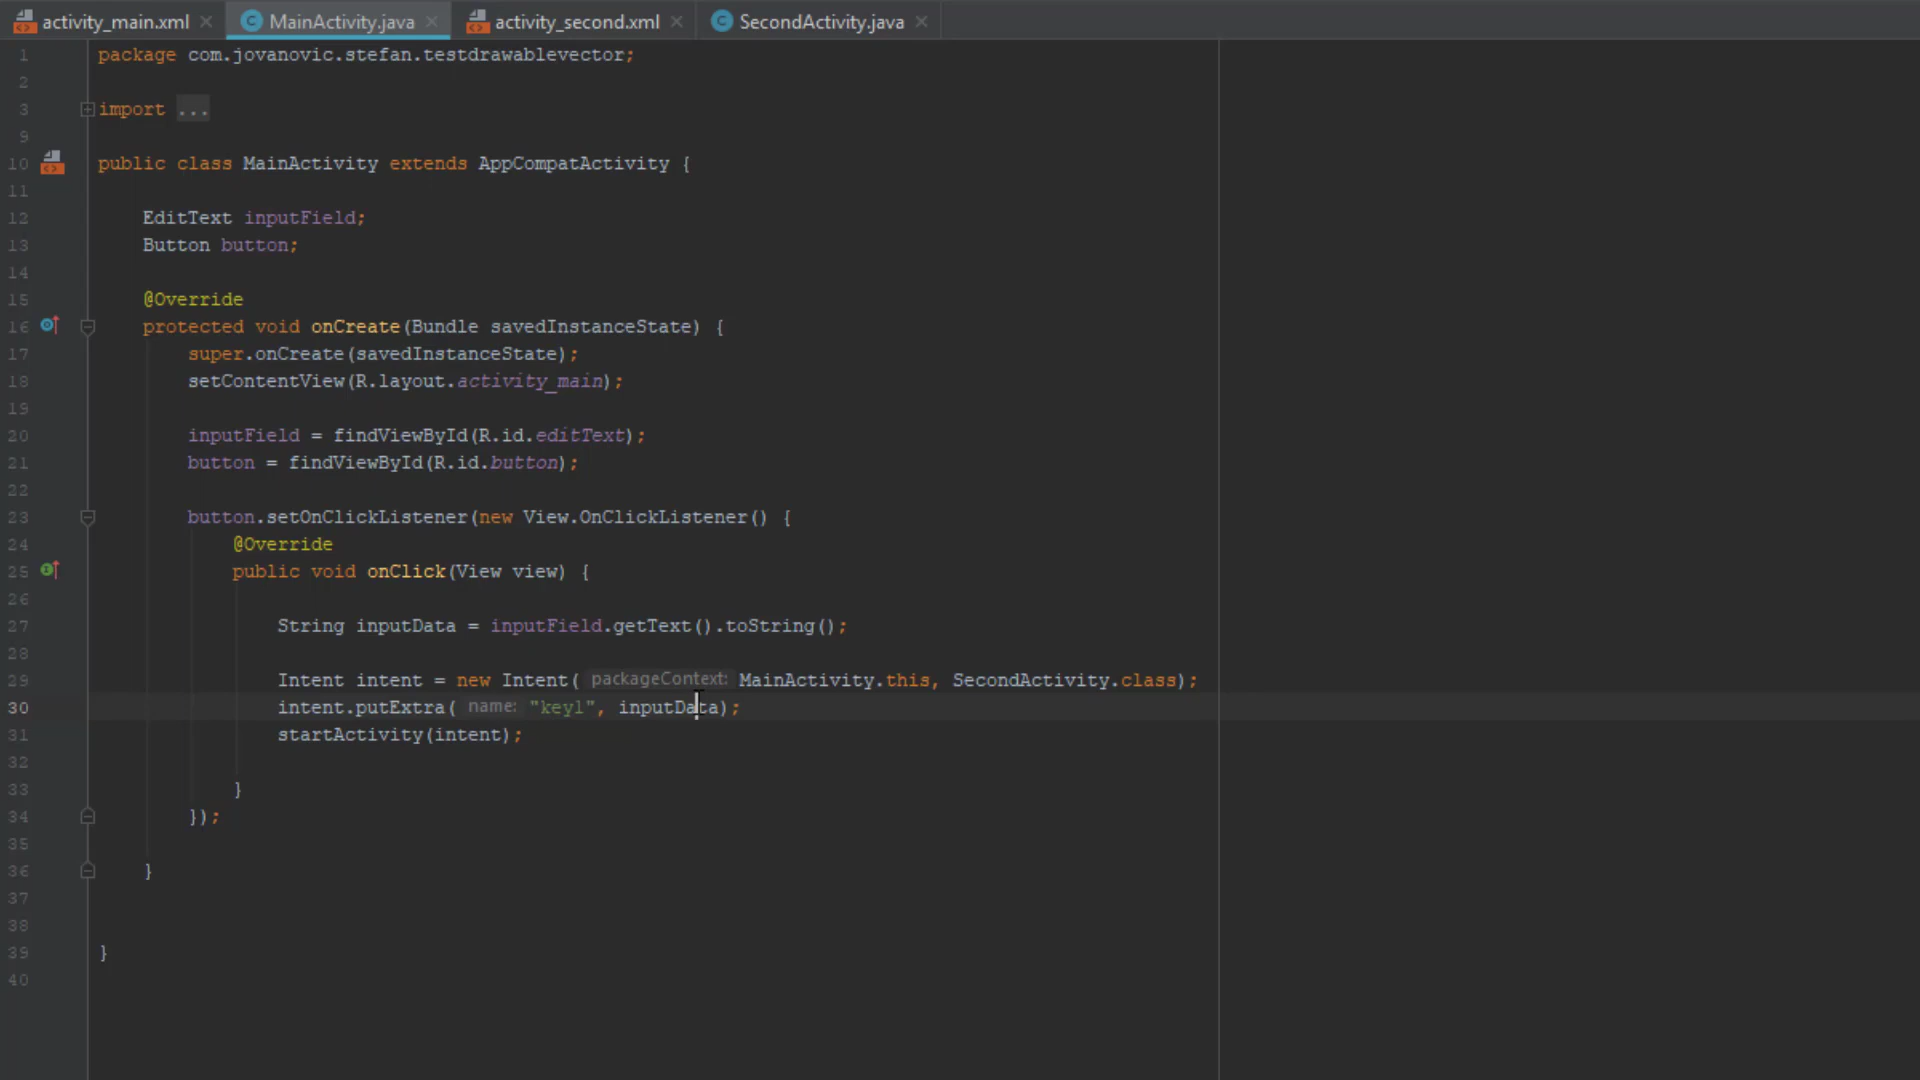 activity_main.xml MainActivity.java activity_second.xml SecondActivity.java
1 package com.jovanovic.stefan.testdrawablevector;
2
3 import ...
9
10 public class MainActivity extends AppCompatActivity {
11
12 EditText inputField;
13 Button button;
14
15 @Override
16 protected void onCreate(Bundle savedInstanceState) {
17 super.onCreate(savedInstanceState);
18 setContentView(R.layout.activity_main);
19
20 inputField = findViewById(R.id.editText);
21 button = findViewById(R.id.button);
22
23 button.setOnClickListener(new View.OnClickListener() {
24 @Override
25 public void onClick(View view) {
26
27 String inputData = inputField.getText().toString();
28
29 Intent intent = new Intent( packageContext: MainActivity.this, SecondActivity.class);
30 intent.putExtra( name: "key1", inputData);
31 startActivity(intent);
32
33 }
34 });
35
36 }
37
38
39 }
40